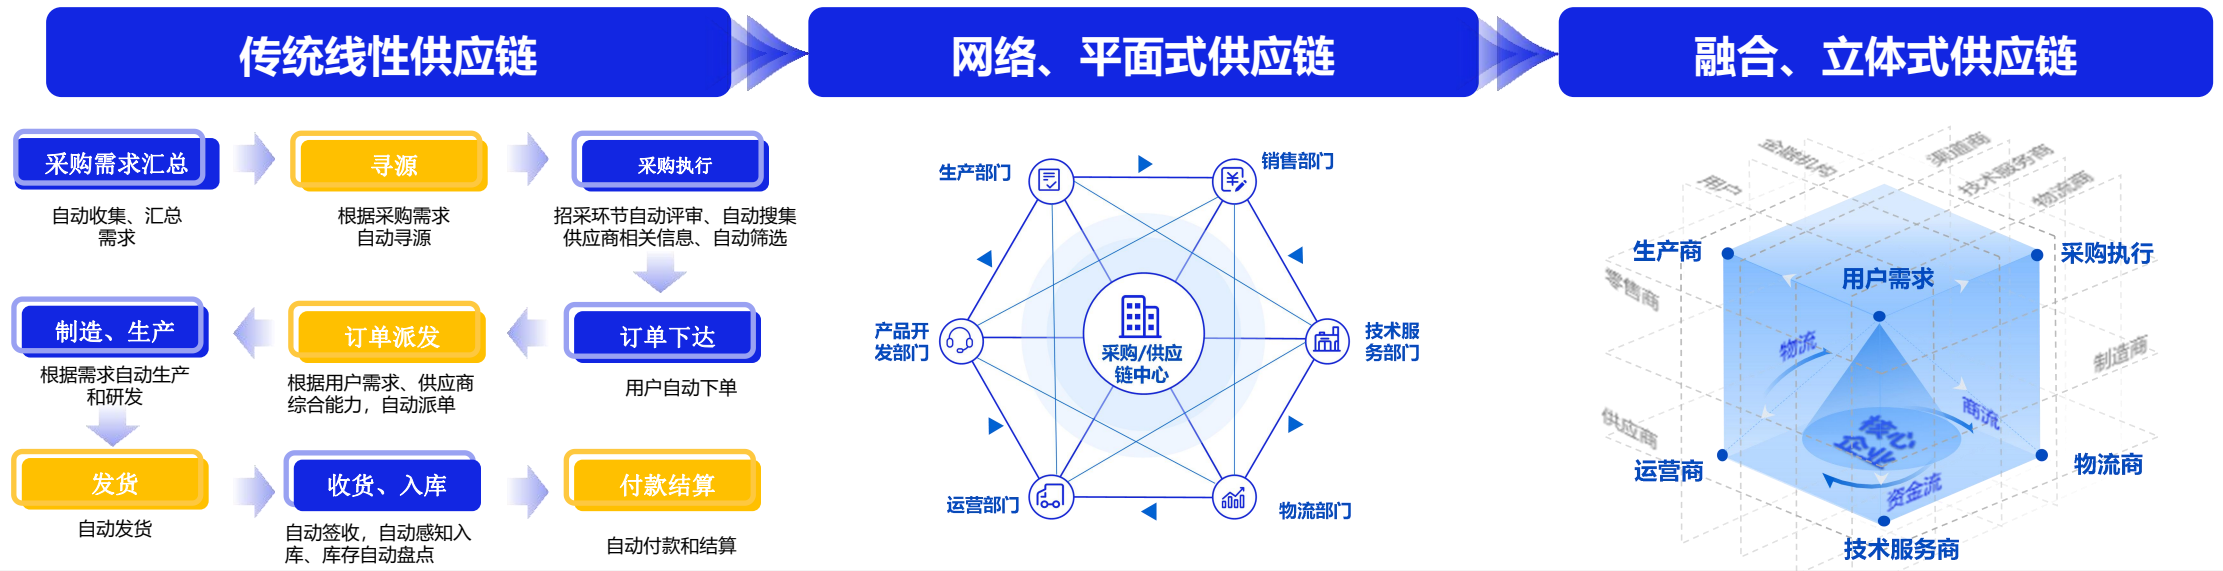 传统线性供应链
网络、平面式供应链
融合、立体式供应链
采购需求汇总
自动收集、汇总
需求
寻源
根据采购需求
自动寻源
采购执行
招采环节自动评审、自动搜集
供应商相关信息、自动筛选
订单下达
用户自动下单
订单派发
根据用户需求、供应商
综合能力，自动派单
制造、生产
根据需求自动生产
和研发
发货
自动发货
收货、入库
自动签收，自动感知入
库、库存自动盘点
付款结算
自动付款和结算
生产部门
销售部门
产品开
发部门
采购/供应
链中心
技术服
务部门
运营部门
物流部门
金融机构
渠道商
用户
技术服务商
物流商
生产商
采购执行
零售商
用户需求
物流
制造商
商流
供应商
核心
企业
运营商
物流商
资金流
技术服务商